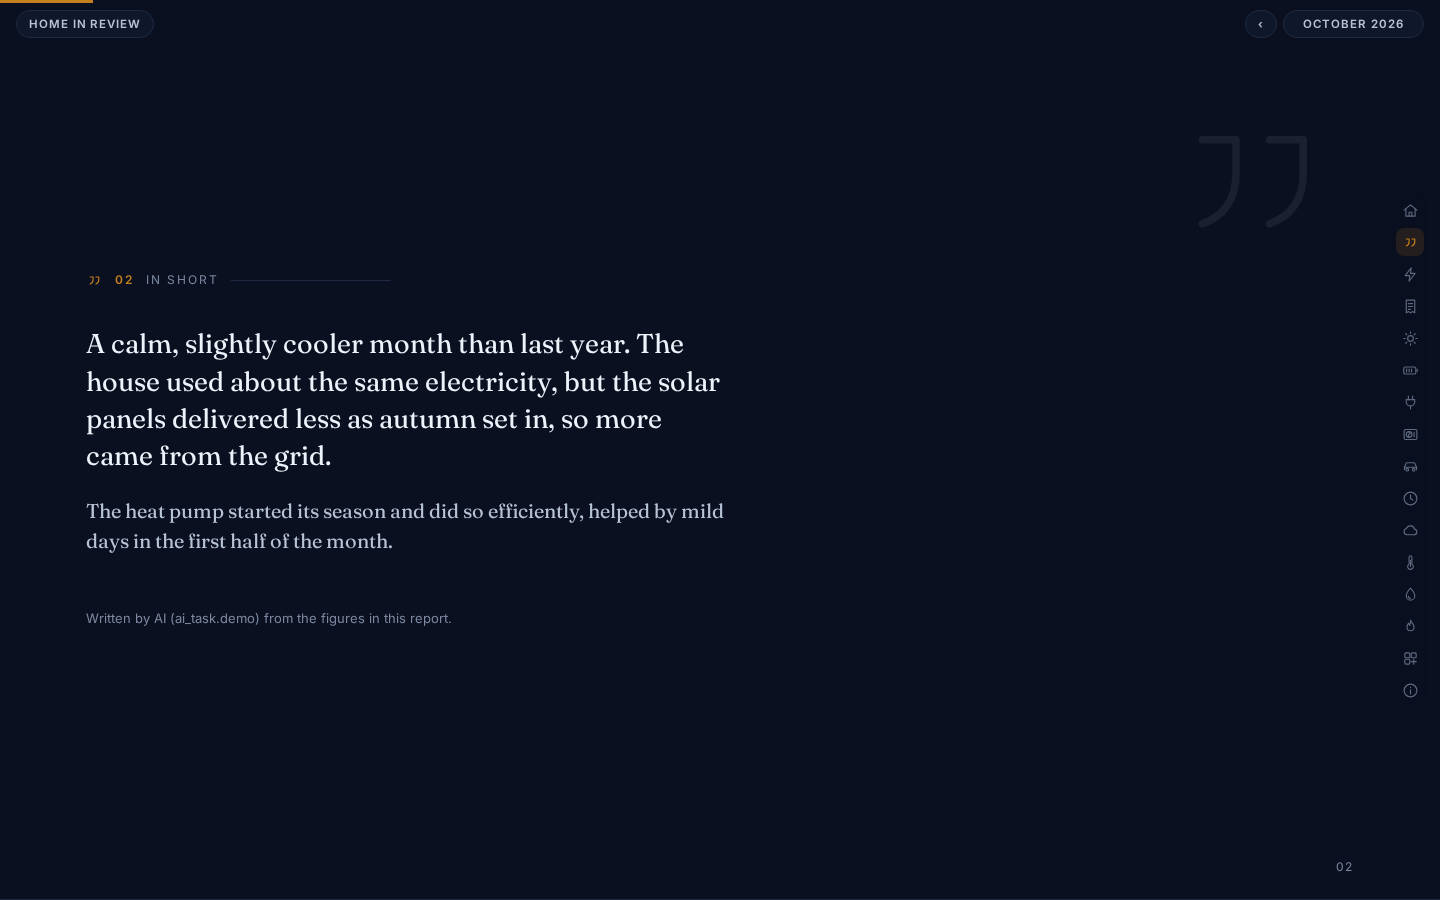 HOME IN REVIEW
‹
OCTOBER 2026
02 IN SHORT
A calm, slightly cooler month than last year. The
house used about the same electricity, but the solar
panels delivered less as autumn set in, so more
came from the grid.
The heat pump started its season and did so efficiently, helped by mild
days in the first half of the month.
Written by AI (ai_task.demo) from the figures in this report.
02